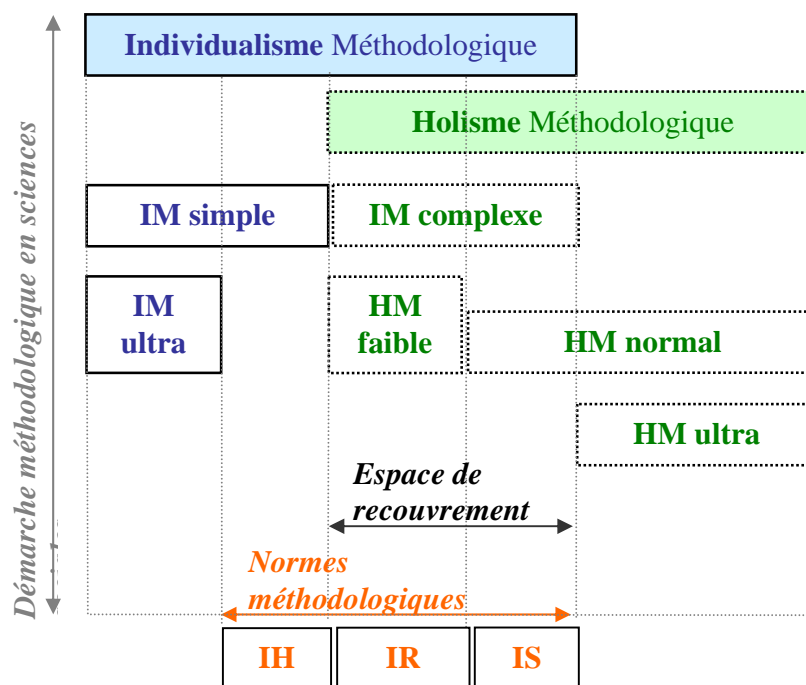 Individualisme Méthodologique
Holisme Méthodologique
IM simple
IM complexe
IM
ultra
HM
faible
HM normal
HM ultra
Espace de
recouvrement
Normes
méthodologiques
IH
IR
IS
Démarche méthodologique en sciences